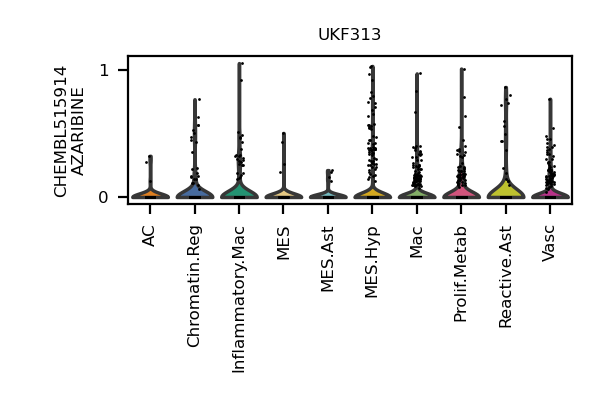 UKF313
CHEMBL515914
AZARIBINE
1
0
AC
Chromatin.Reg
Inflammatory.Mac
MES
MES.Ast
MES.Hyp
Mac
Prolif.Metab
Reactive.Ast
Vasc